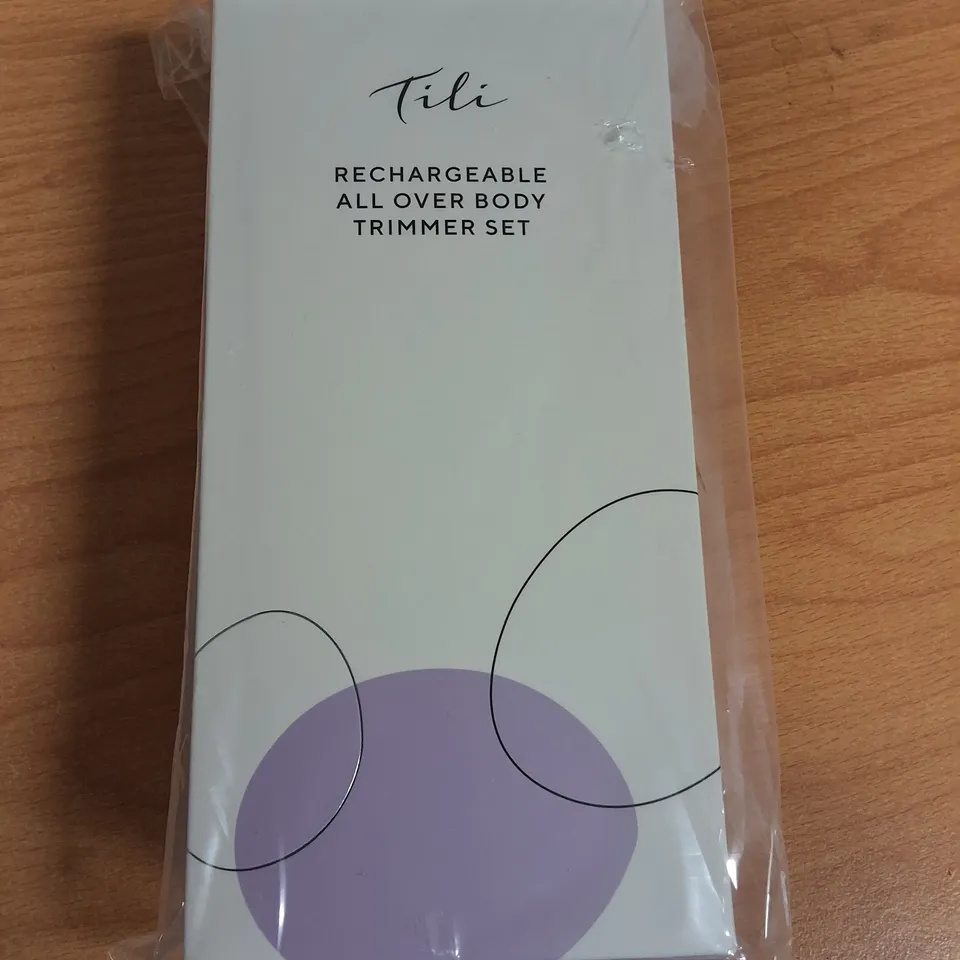 Tili
RECHARGEABLE
ALL OVER BODY
TRIMMER SET